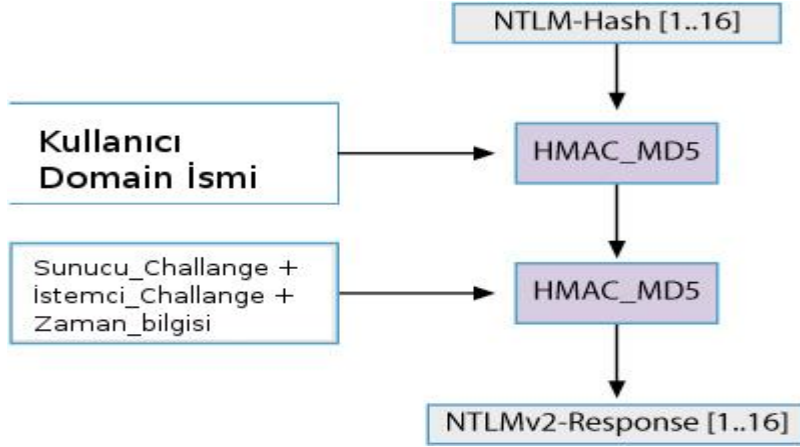 NTLM-Hash [1..16]
Kullanıcı
Domain İsmi
HMAC_MD5
Sunucu_Challange +
İstemci_Challange +
Zaman_bilgisi
HMAC_MD5
NTLMv2-Response [1..16]